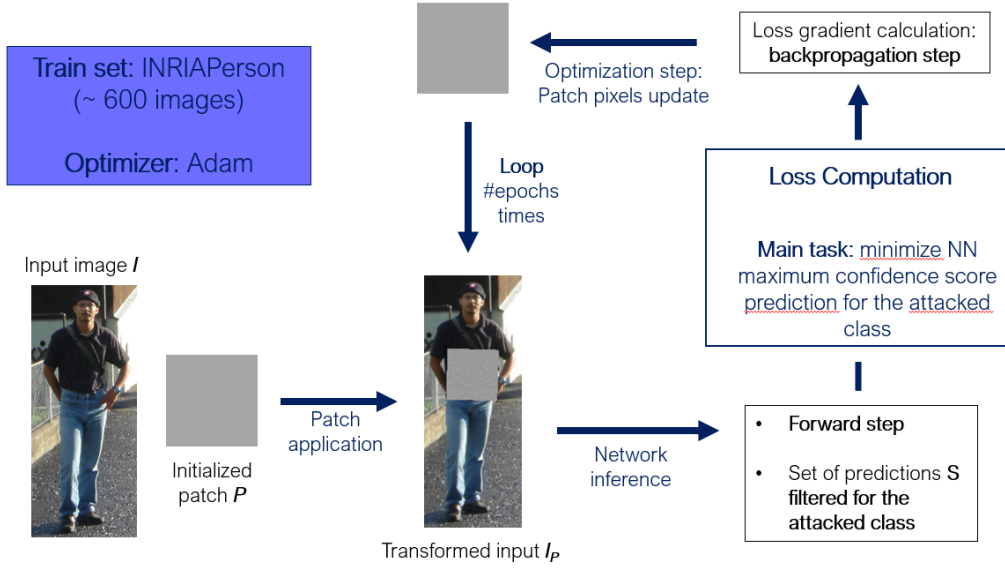 Train set: INRIAPerson
(~ 600 images)
Optimizer: Adam
Optimization step:
Patch pixels update
Loss gradient calculation:
backpropagation step
Loop
#epochs
times
Loss Computation
Main task: minimize NN
maximum confidence score
prediction for the attacked
class
Input image I
Initialized
patch P
Patch
application
Transformed input IP
Network
inference
• Forward step
• Set of predictions S
filtered for the
attacked class